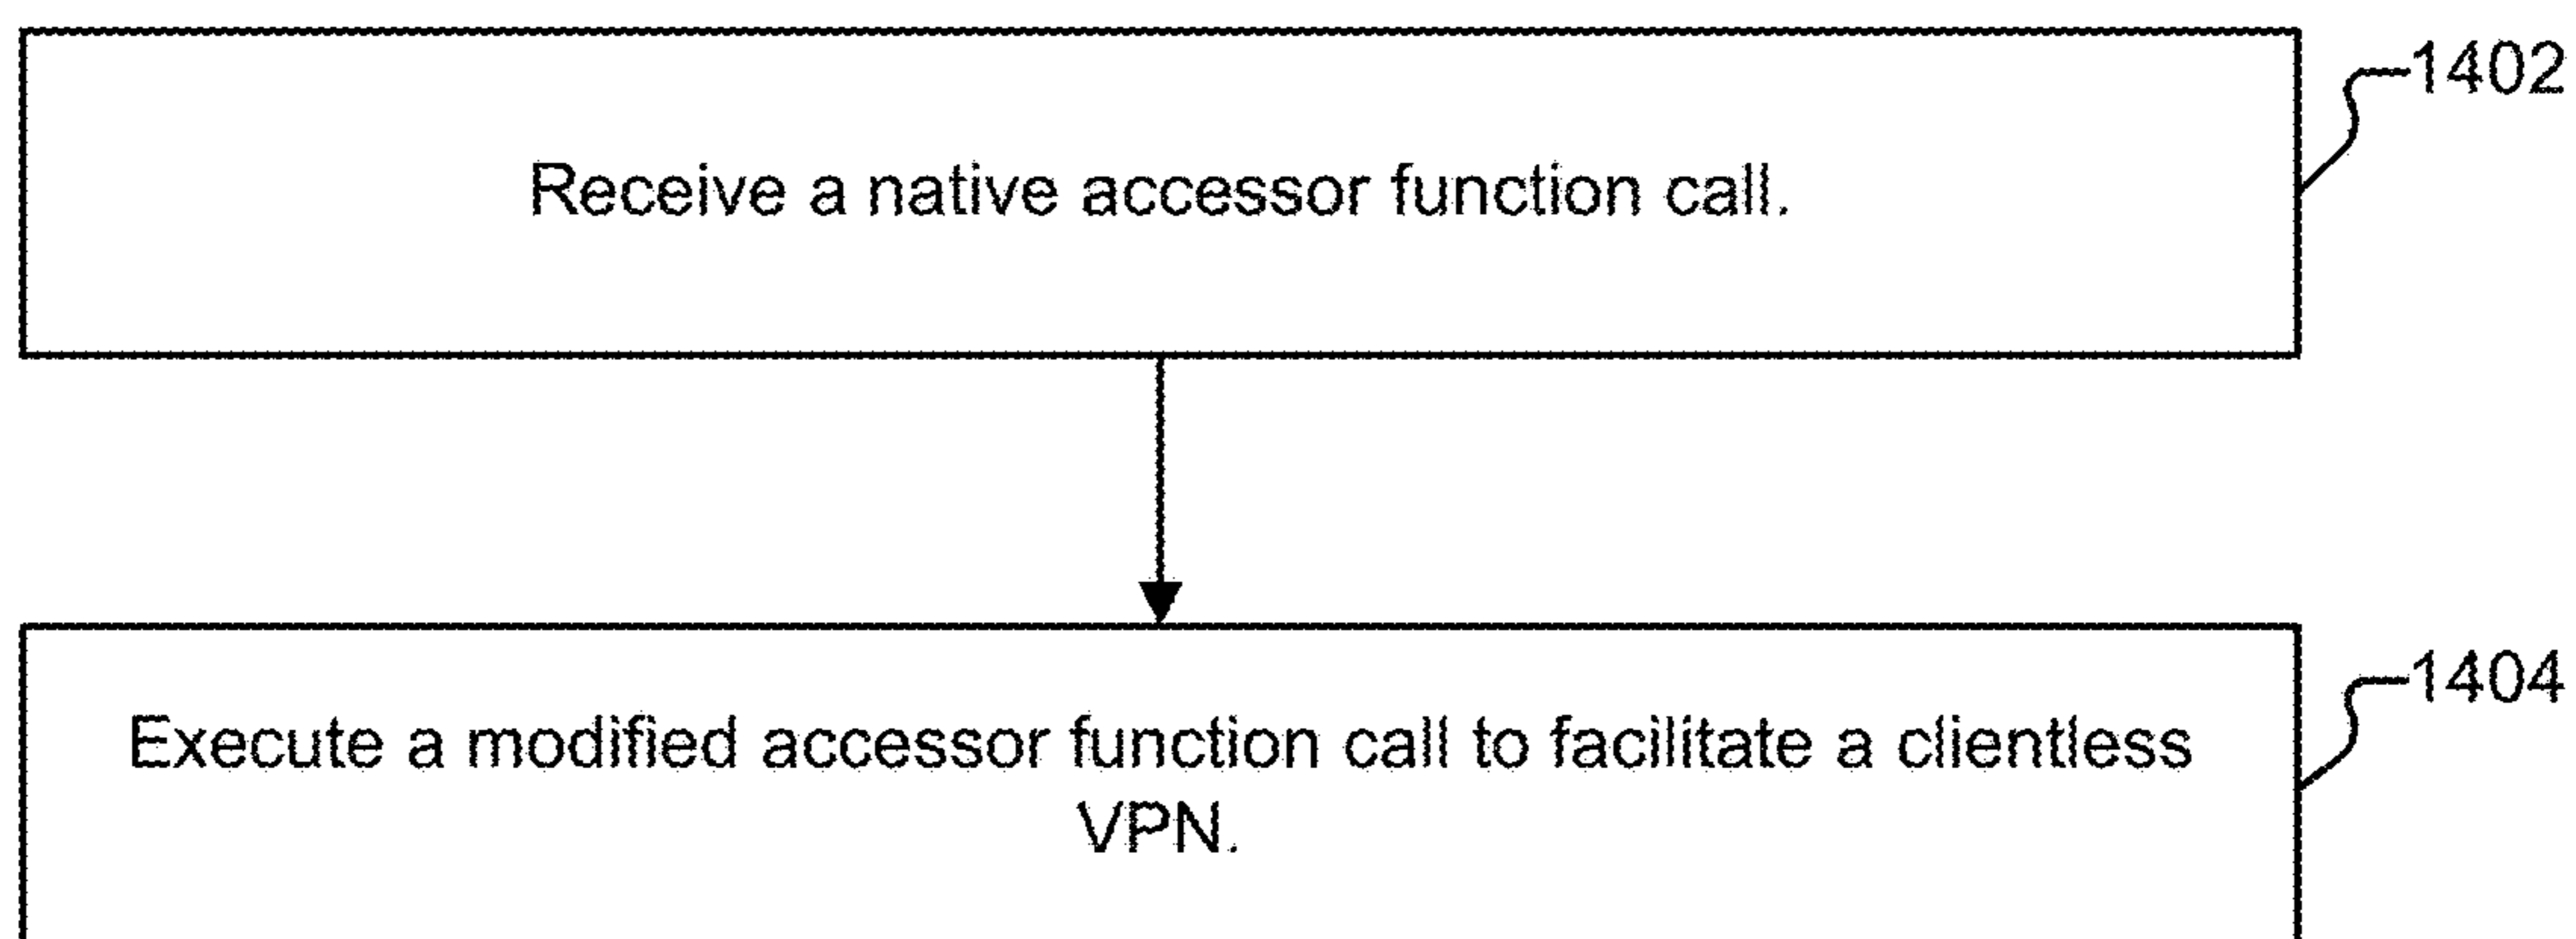 1402
Receive a native accessor function call.
1404
Execute a modified accessor function call to facilitate a clientless
VPN.